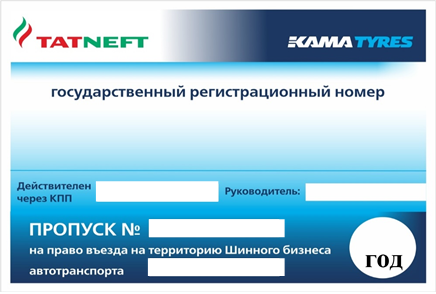 TATNEFT
KAMA TYRES
государственный регистрационный номер
Действителен
через КПП
Руководитель:
ПРОПУСК №
на право въезда на территорию Шинного бизнеса
автотранспорта
год